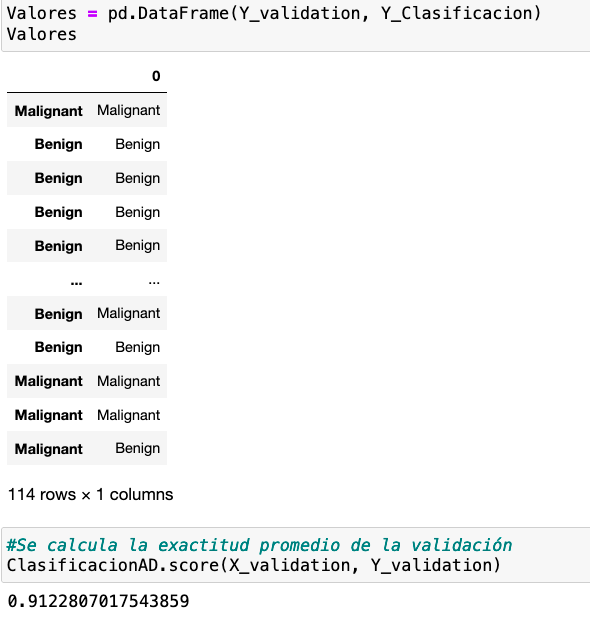 Valores = pd.DataFrame(Y_validation, Y_Clasificacion)
Valores
0
Malignant Malignant
Benign Benign
Benign Benign
Benign Benign
Benign Benign
... ...
Benign Malignant
Benign Benign
Malignant Malignant
Malignant Malignant
Malignant Benign
114 rows × 1 columns
#Se calcula la exactitud promedio de la validación
ClasificacionAD.score(X_validation, Y_validation)
0.9122807017543859